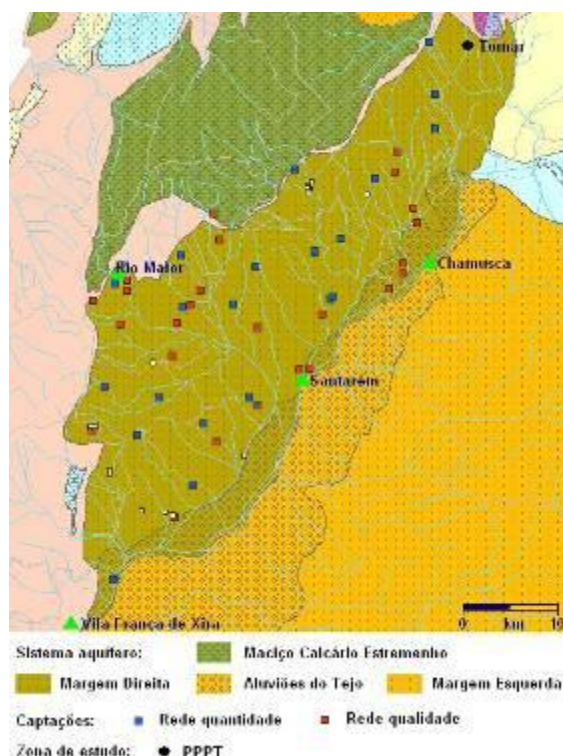 Tomar
Rio Maior
Chamusca
Santarém
Vila Franca de Xira
0 km 10
Sistema aquífero: Maciço Calcário Estremenho
Margem Direita Aluviões do Tejo Margem Esquerda
Captações: Rede quantidade Rede qualidade
Zona de estudo: PPPT